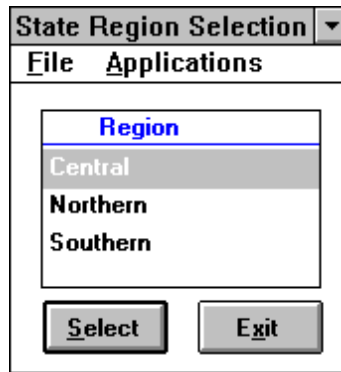 State Region Selection
File Applications
Region
Central
Northern
Southern
Select Exit